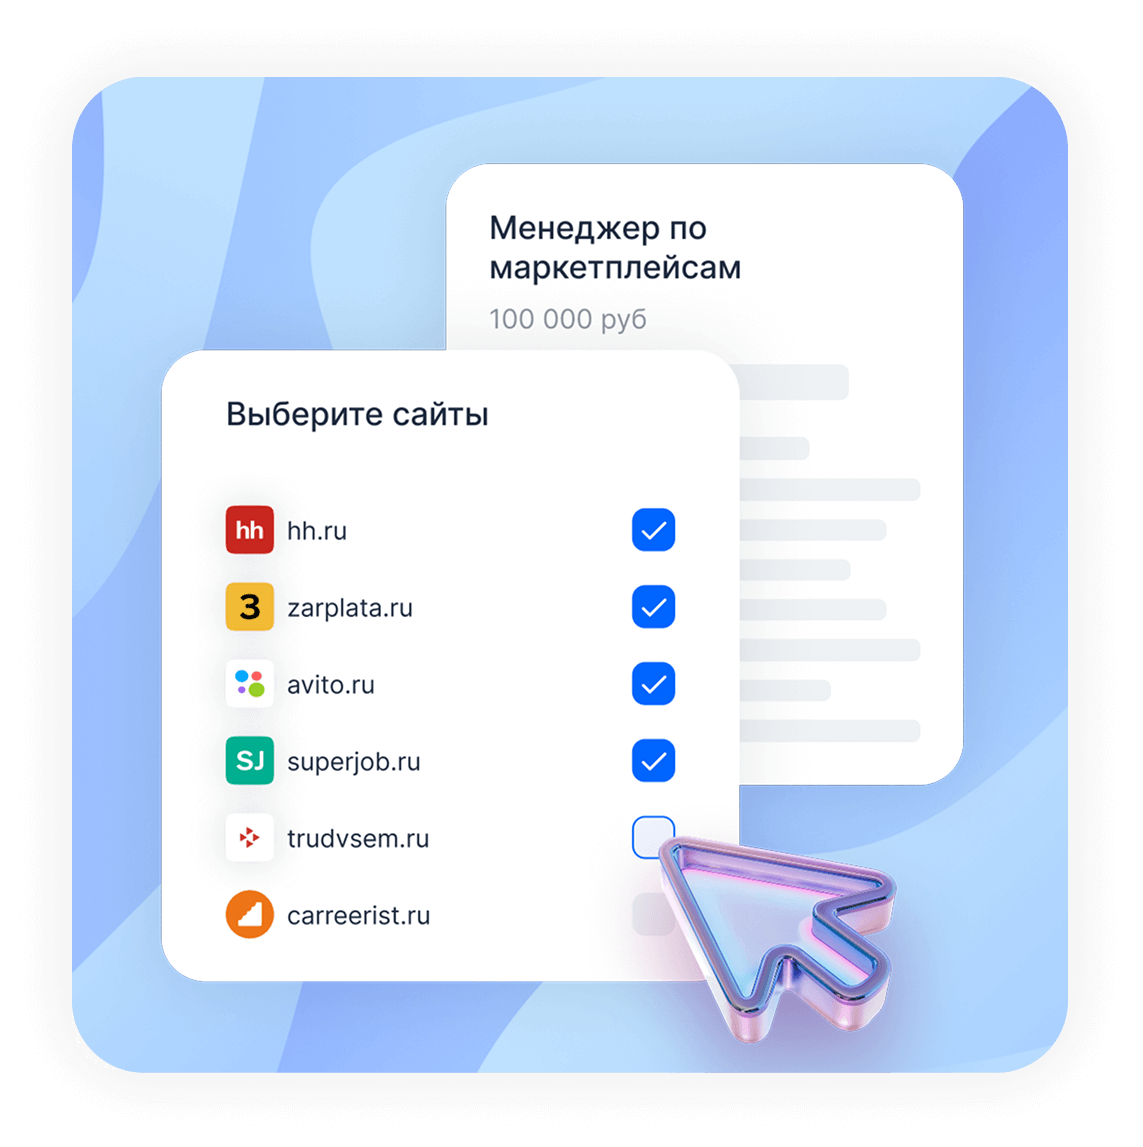 Менеджер по
маркетплейсам
100 000 руб
Выберите сайты
hh hh.ru
З zarplata.ru
avito.ru
SJ superjob.ru
trudvsem.ru
carreerist.ru